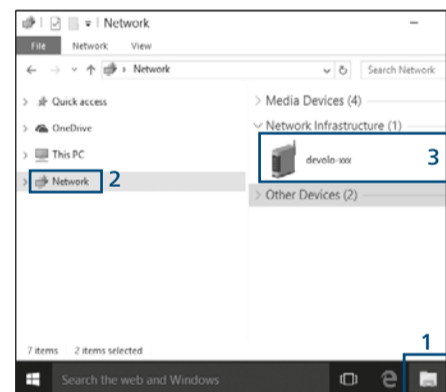 Network
File Network View
Network Search Network
Quick access
OneDrive
This PC
Network 2
Media Devices (4)
Network Infrastructure (1)
devolo-xxx 3
Other Devices (2)
7 items 2 items selected
1
Search the web and Windows